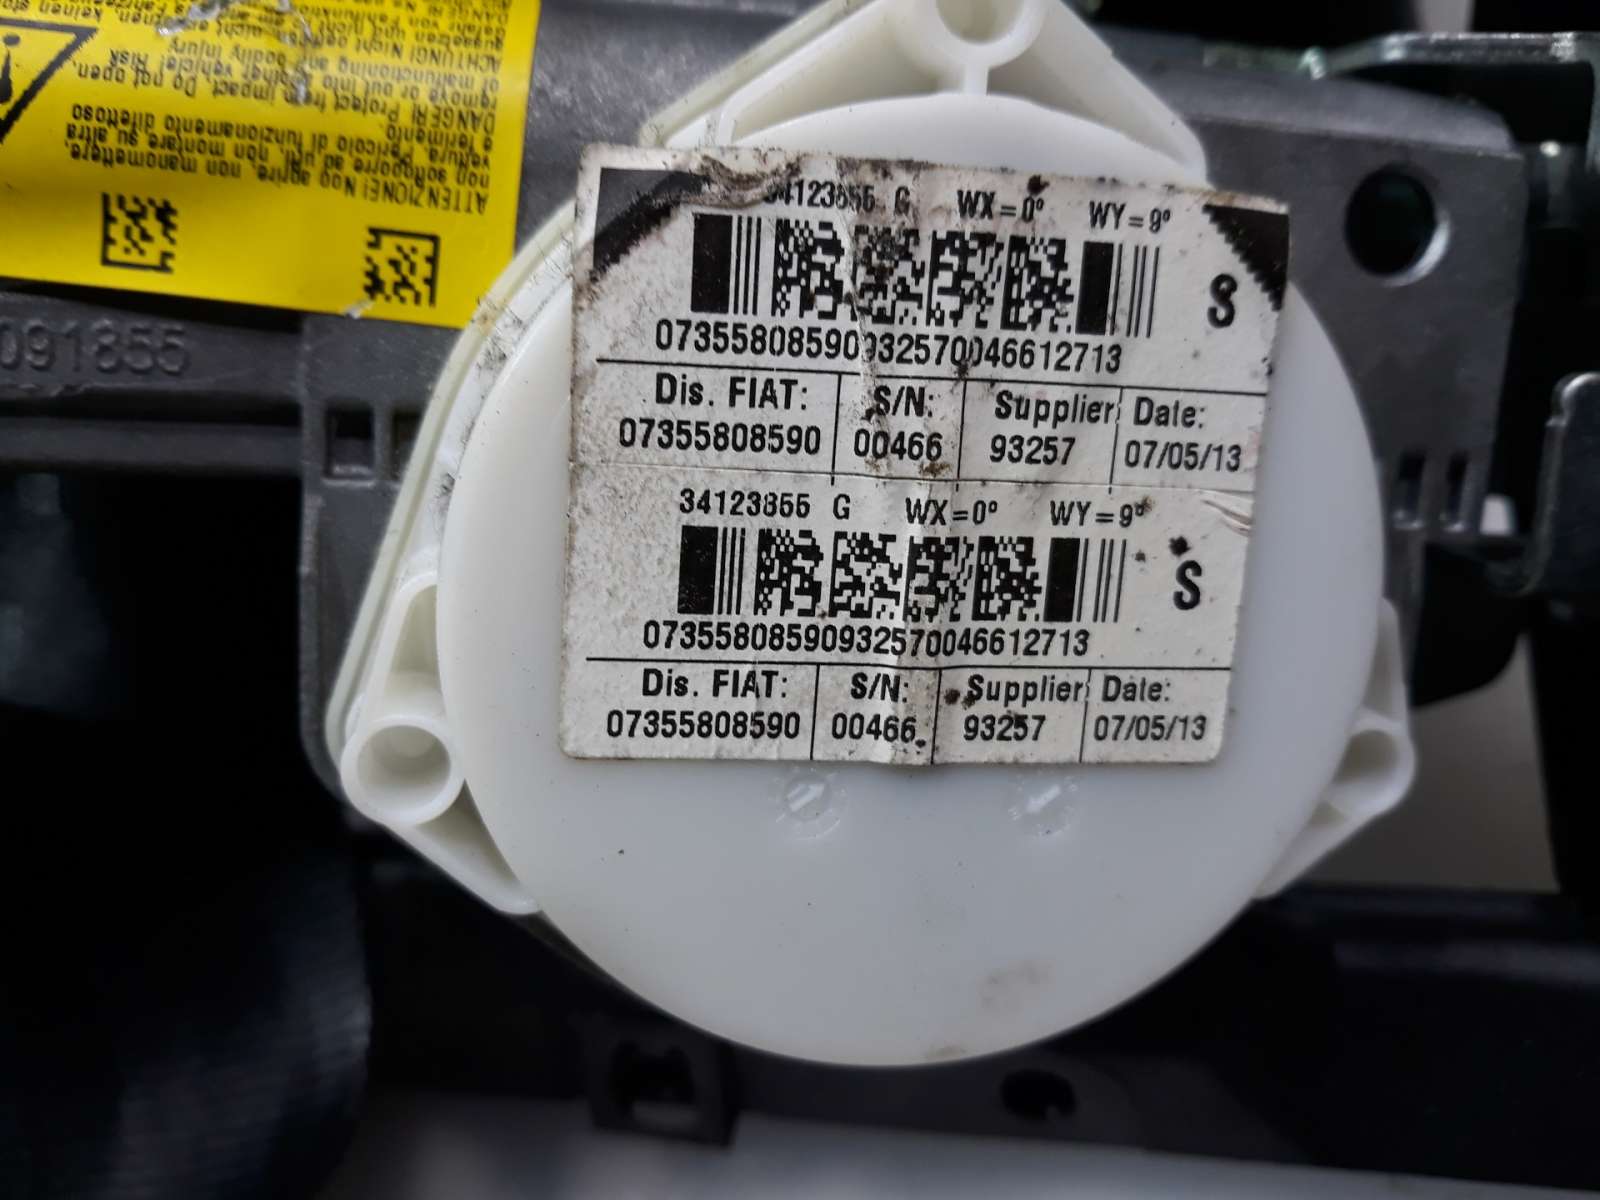 34123855 G WX=0° WY=9°
S
07355808590932570046612713
Dis. FIAT: S/N: Supplier: Date:
07355808590 00466 93257 07/05/13
34123855 G WX=0° WY=9°
S
07355808590932570046612713
Dis. FIAT: S/N: Supplier: Date:
07355808590 00466 93257 07/05/13
ATTENZIONE! Non aprire, non manomettere,
non sottoporre ad urti, non montare su altra
vettura. Pericolo di funzionamento difettoso
e ferimento.
DANGER! Protect from impact. Do not open,
remove or put into another vehicle! Risk
of malfunctioning and bodily injury
ACHTUNG! Nicht öffnen, nicht
091855